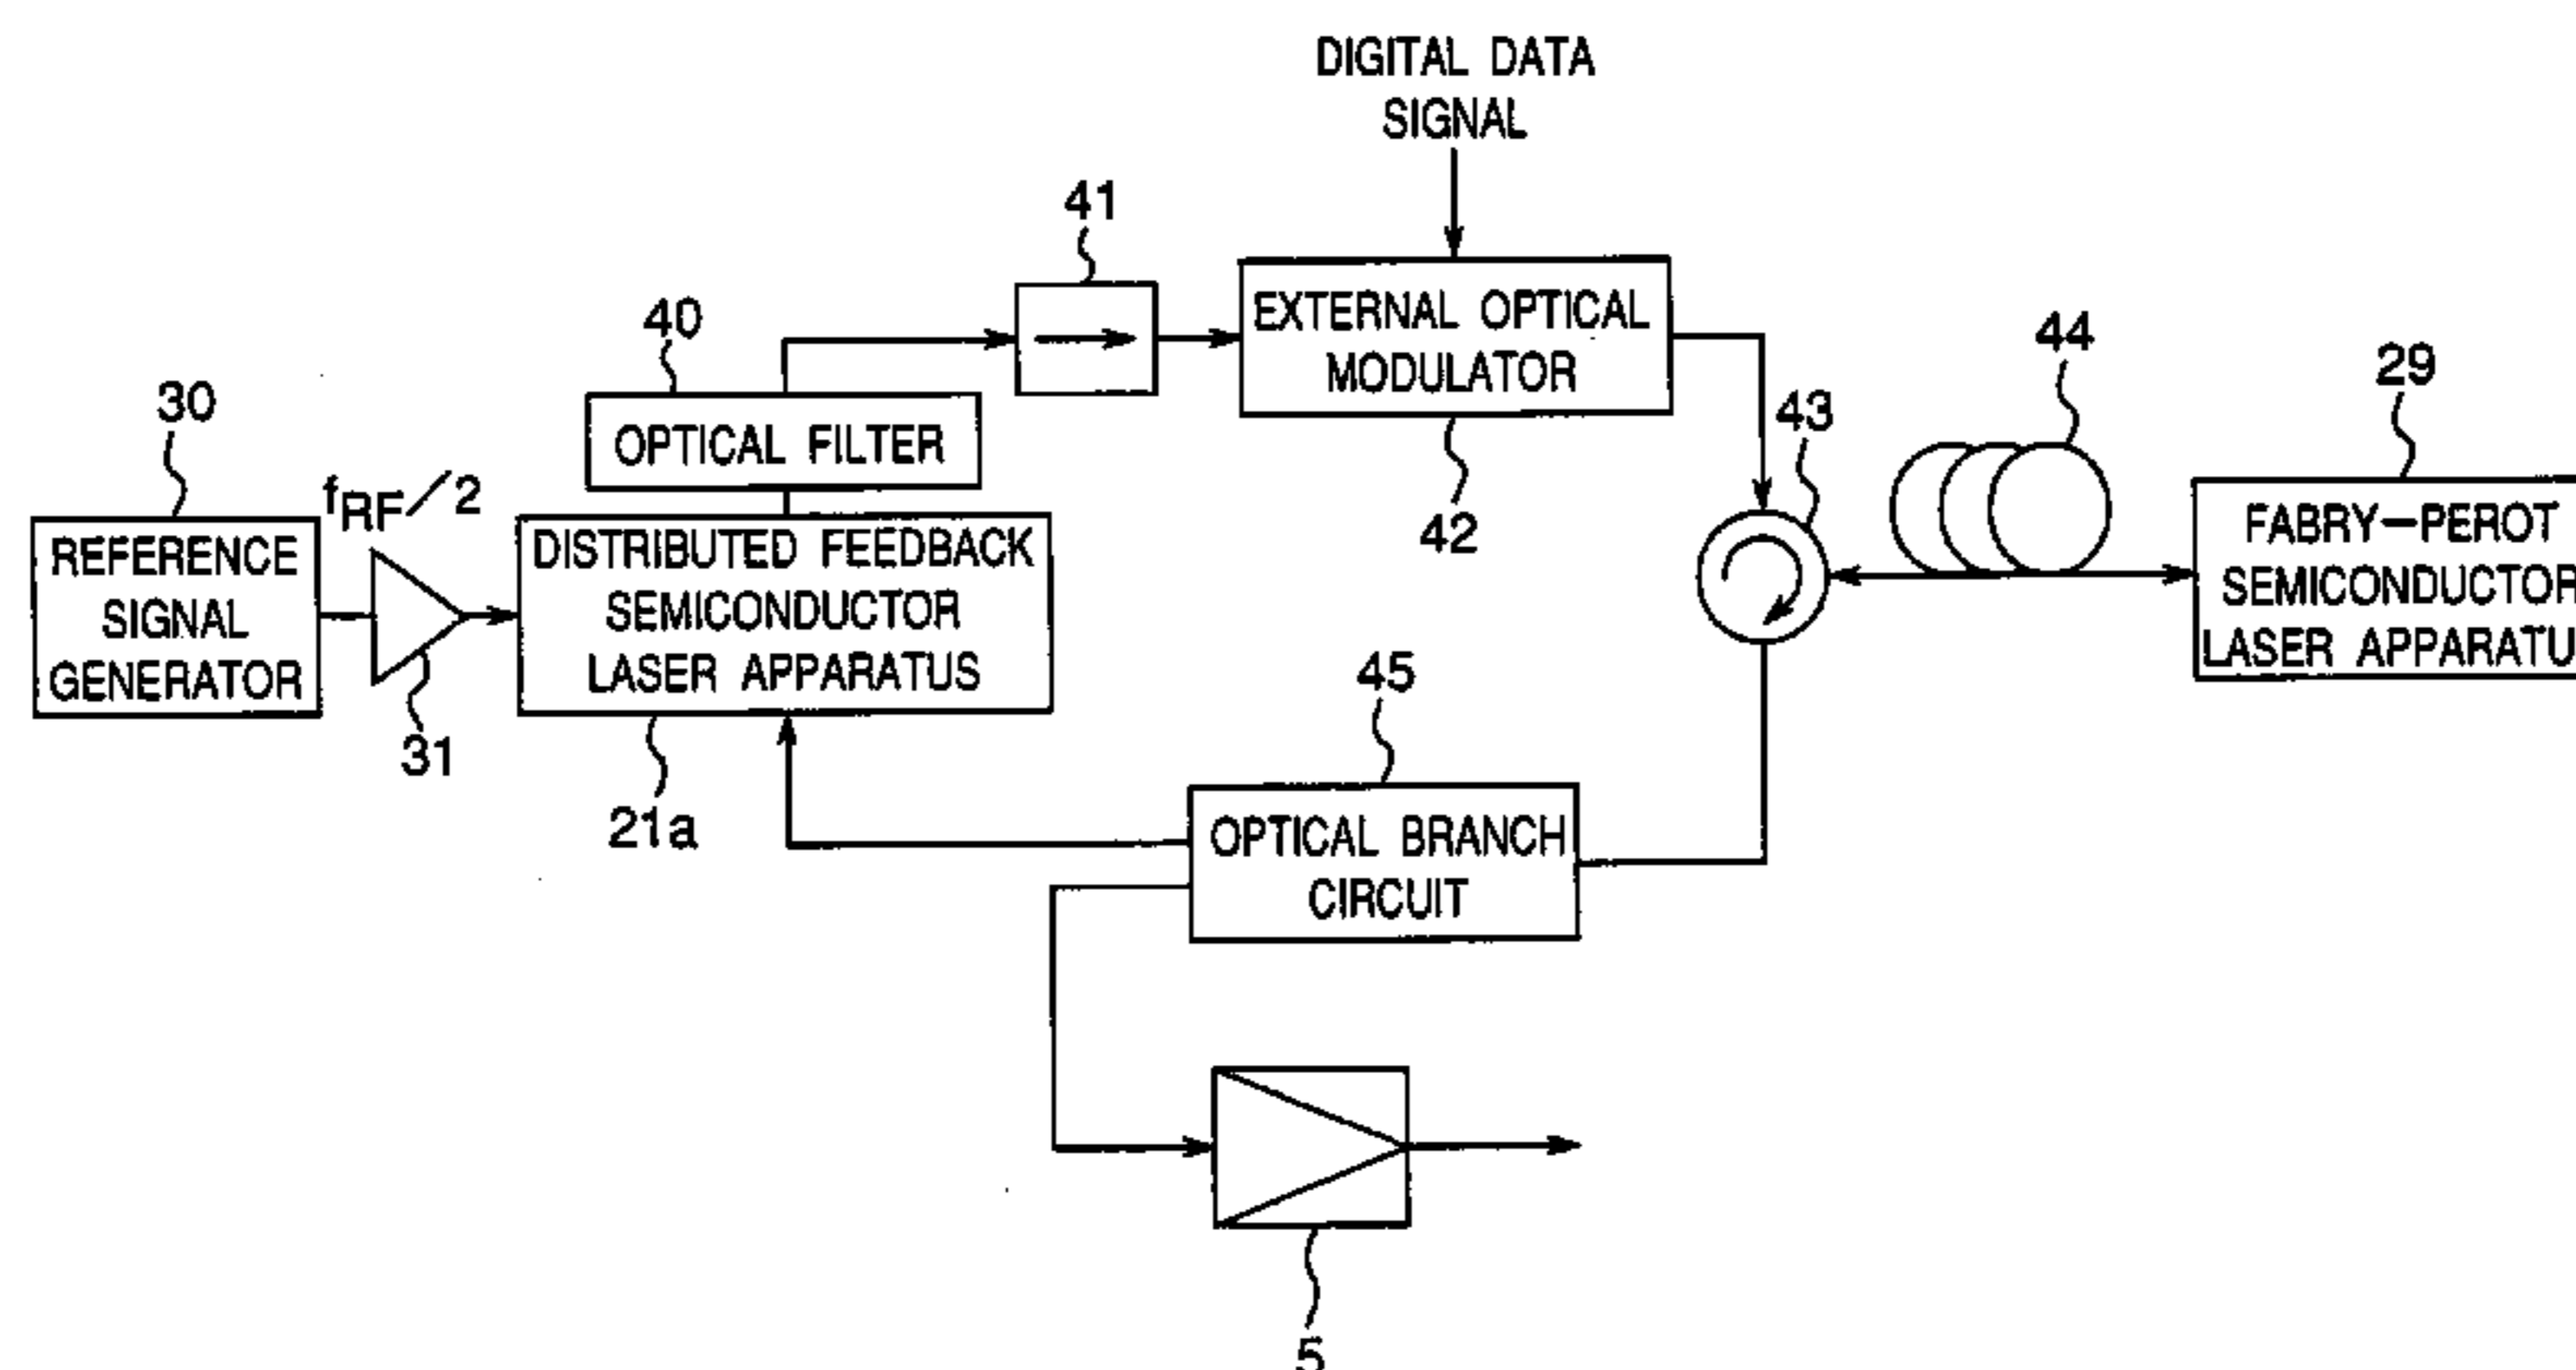 DIGITAL DATA
SIGNAL
41
EXTERNAL OPTICAL
MODULATOR
42
40
OPTICAL FILTER
30
fRF/2
REFERENCE
SIGNAL
GENERATOR
31
DISTRIBUTED FEEDBACK
SEMICONDUCTOR
LASER APPARATUS
21a
43
44
29
FABRY-PEROT
SEMICONDUCTOR
LASER APPARATU
45
OPTICAL BRANCH
CIRCUIT
5